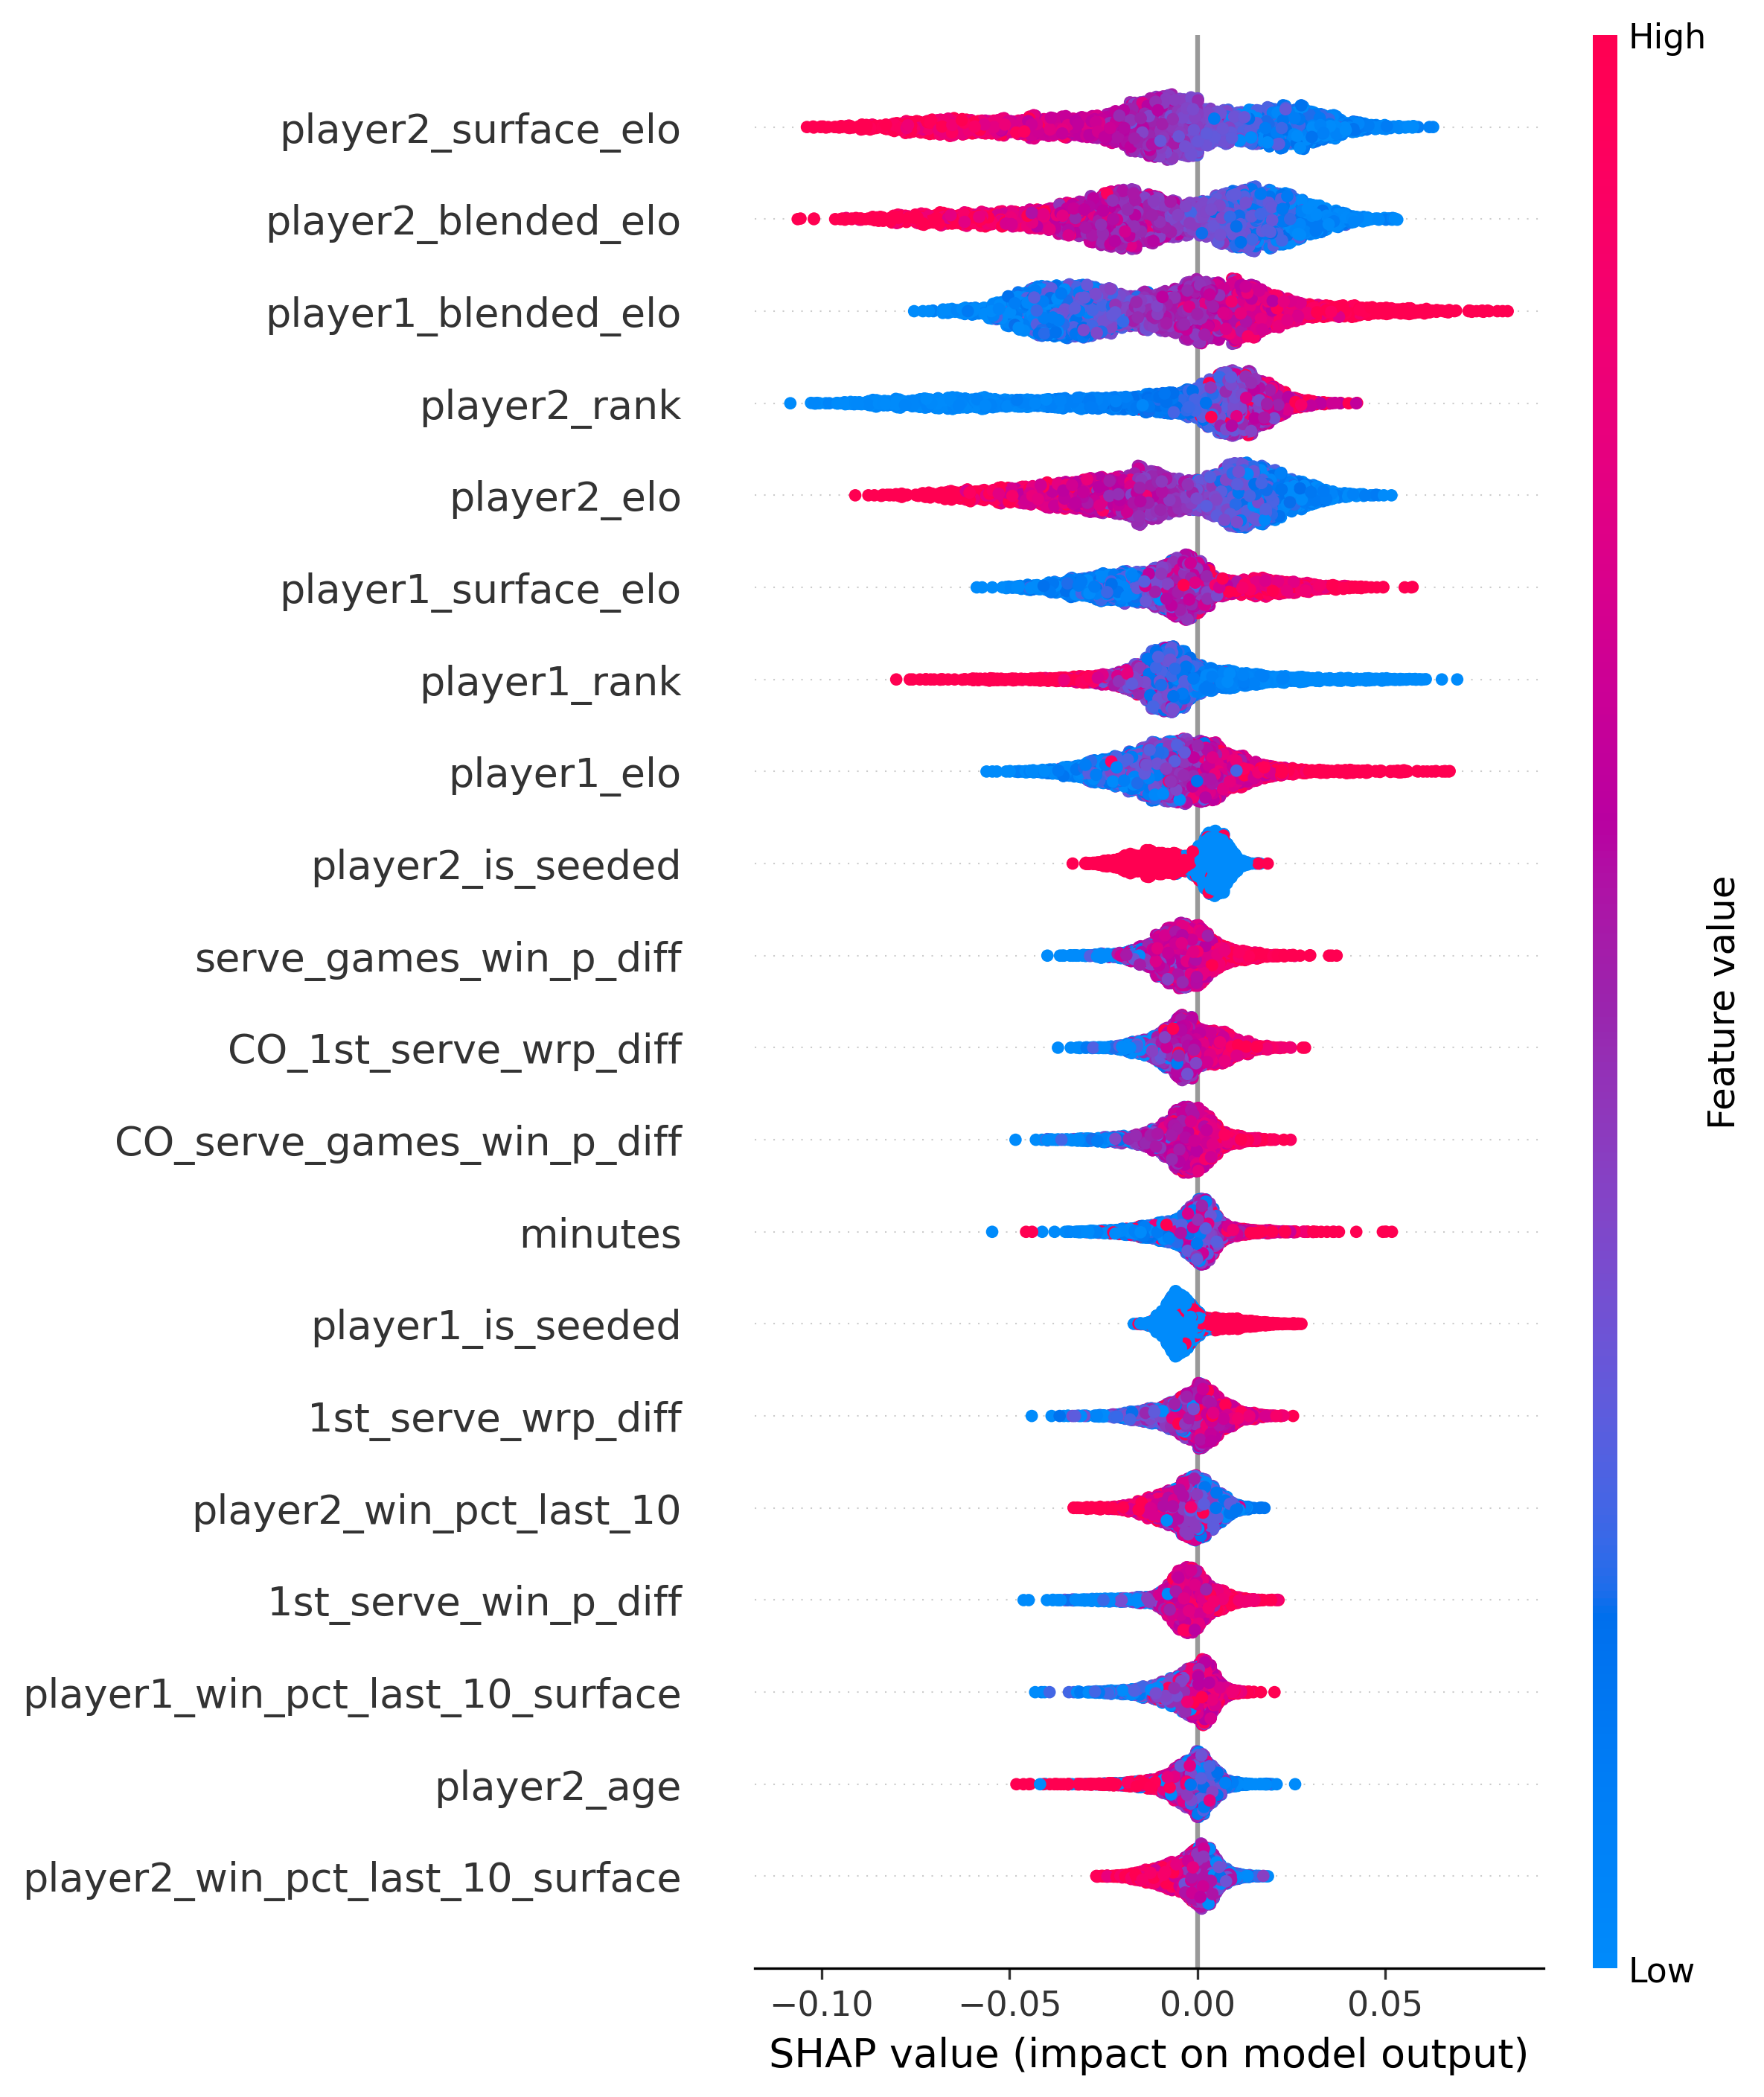 High
player2_surface_elo
player2_blended_elo
player1_blended_elo
player2_rank
player2_elo
player1_surface_elo
player1_rank
player1_elo
player2_is_seeded
serve_games_win_p_diff
CO_1st_serve_wrp_diff
CO_serve_games_win_p_diff
minutes
player1_is_seeded
1st_serve_wrp_diff
player2_win_pct_last_10
1st_serve_win_p_diff
player1_win_pct_last_10_surface
player2_age
player2_win_pct_last_10_surface
Feature value
Low
−0.10 −0.05 0.00 0.05
SHAP value (impact on model output)